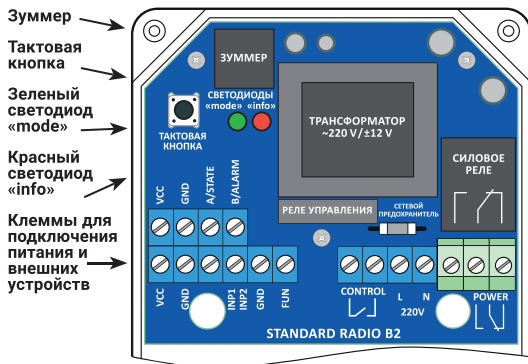 Зуммер
Тактовая
кнопка
Зеленый
светодиод
«mode»
Красный
светодиод
«info»
Клеммы для
подключения
питания и
внешних
устройств
ЗУММЕР
СВЕТОДИОДЫ
«mode» «info»
ТАКТОВАЯ
КНОПКА
ТРАНСФОРМАТОР
~220 V/±12 V
СИЛОВОЕ
РЕЛЕ
РЕЛЕ УПРАВЛЕНИЯ
СЕТЕВОЙ
ПРЕДОХРАНИТЕЛЬ
VCC GND A/STATE B/ALARM
VCC GND INP1 INP2 GND FUN
CONTROL L N POWER
220V
STANDARD RADIO B2